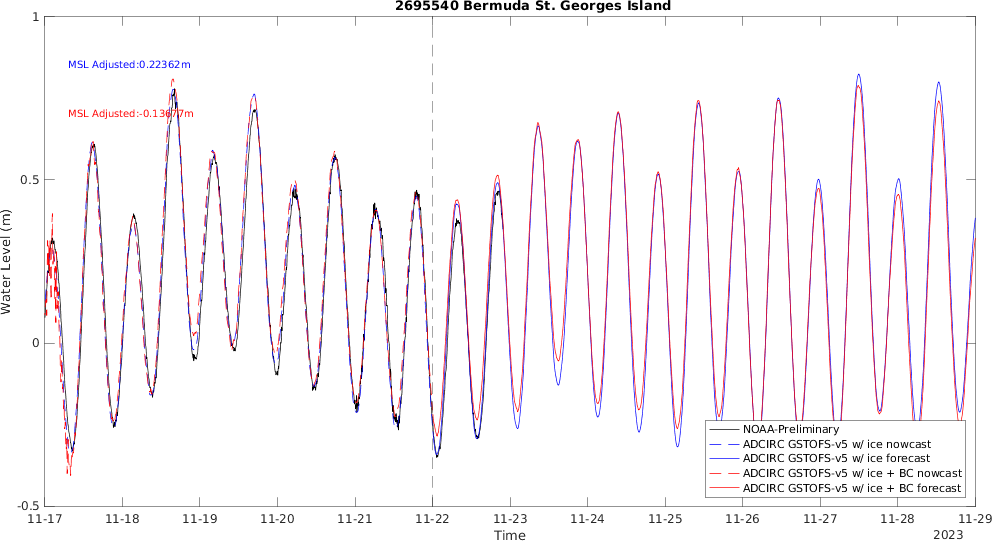 2695540 Bermuda St. Georges Island
1
MSL Adjusted:0.22362m
MSL Adjusted:-0.13677m
0.5
Water Level (m)
0
NOAA-Preliminary
ADCIRC GSTOFS-v5 w/ ice nowcast
ADCIRC GSTOFS-v5 w/ ice forecast
ADCIRC GSTOFS-v5 w/ ice + BC nowcast
ADCIRC GSTOFS-v5 w/ ice + BC forecast
-0.5
11-17 11-18 11-19 11-20 11-21 11-22 11-23 11-24 11-25 11-26 11-27 11-28 11-29
Time
2023